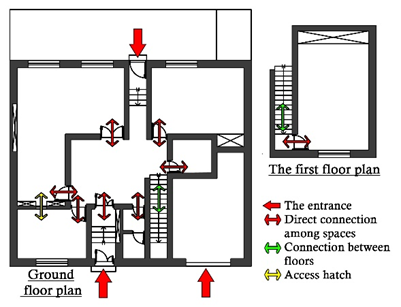 The first floor plan
The entrance
Direct connection
among spaces
Connection between
floors
Access hatch
Ground
floor plan